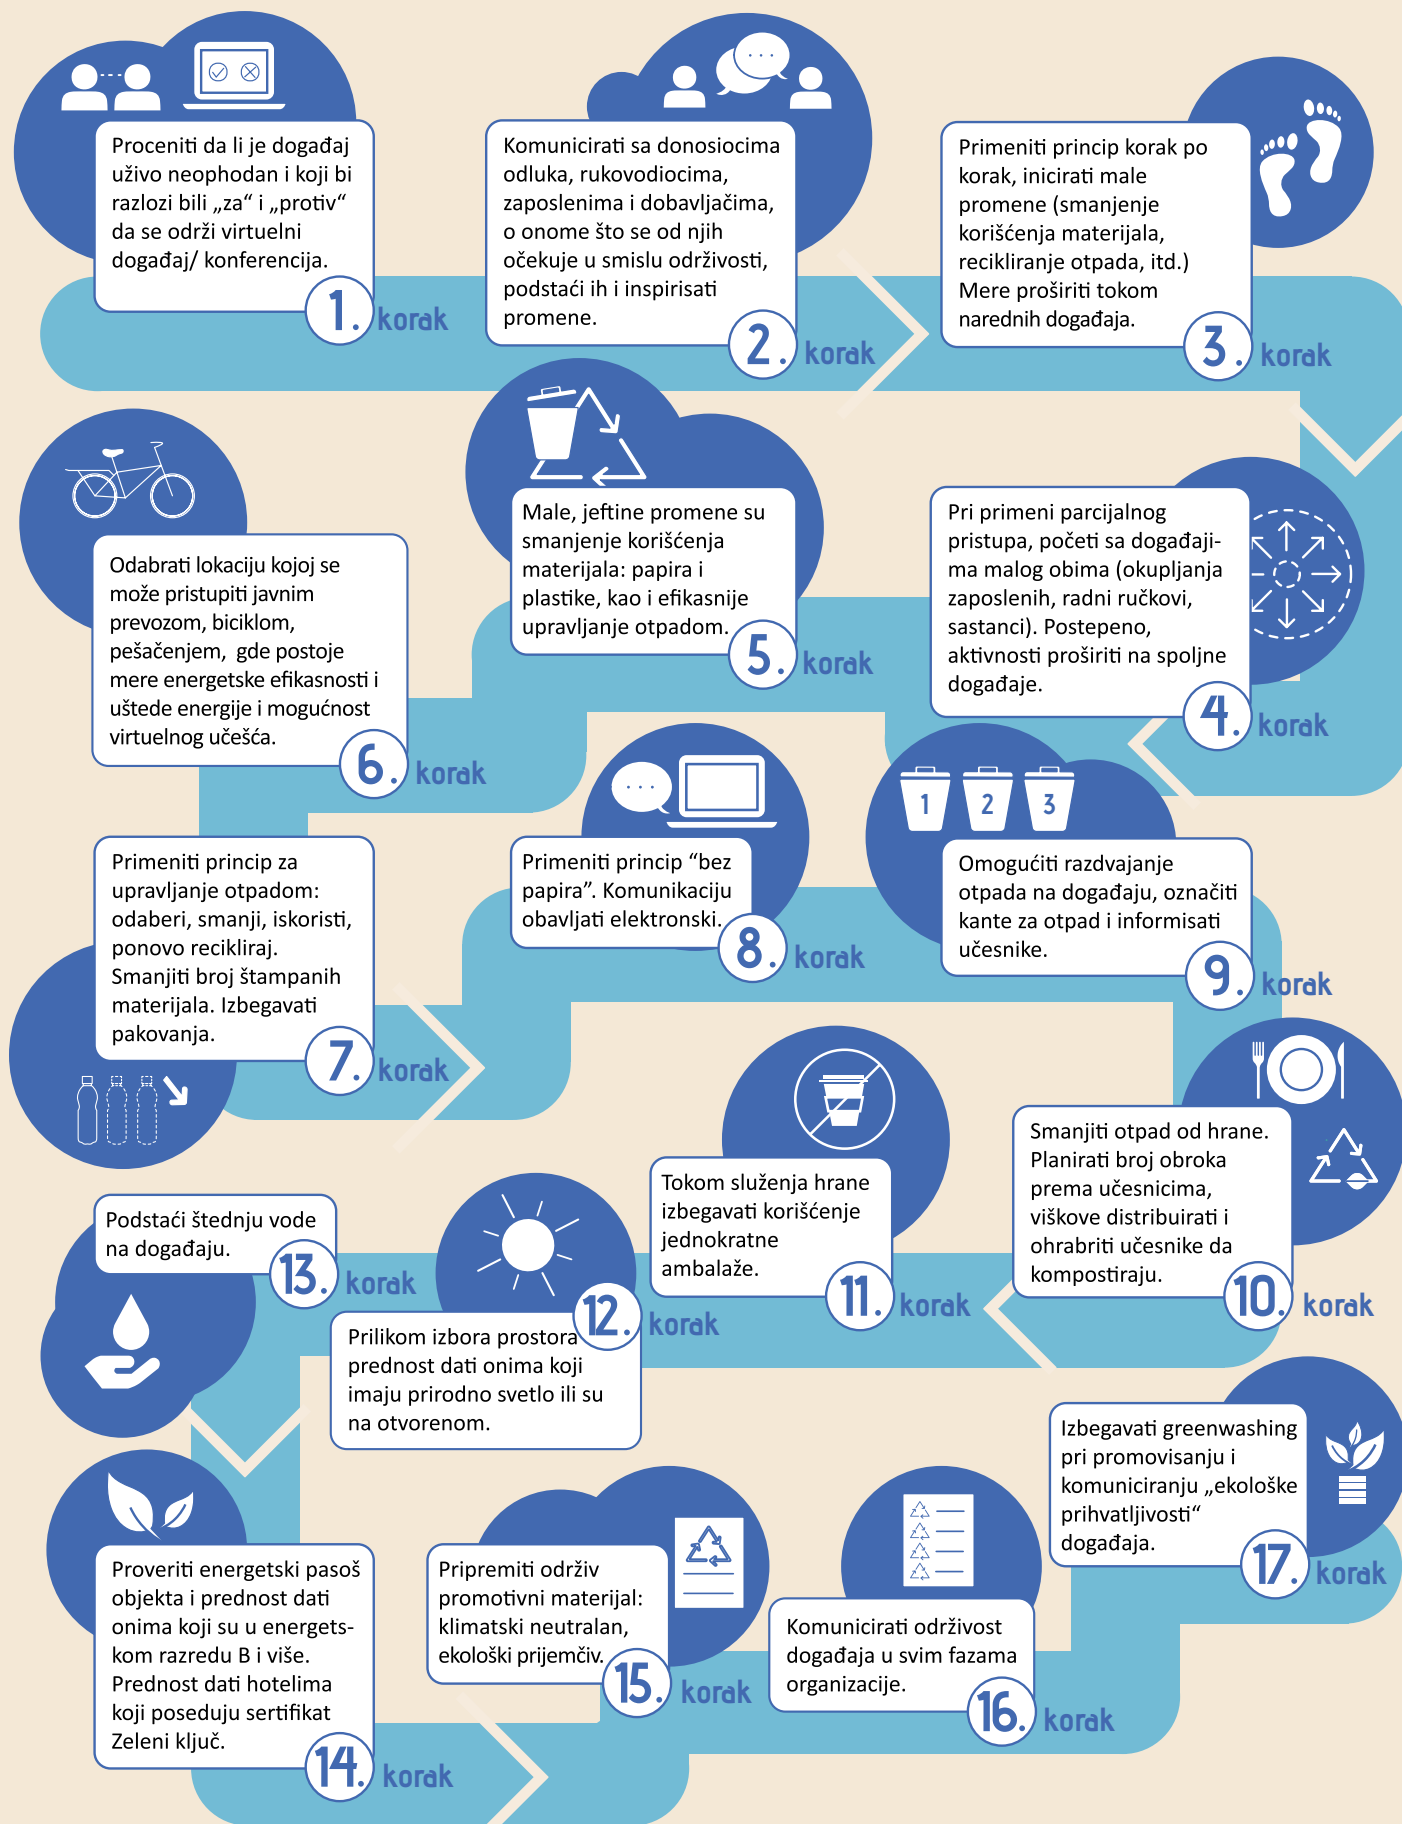 Proceniti da li je događaj
uživo neophodan i koji bi
razlozi bili „za“ i „protiv“
da se održi virtuelni
događaj/ konferencija.
1. korak
Komunicirati sa donosiocima
odluka, rukovodiocima,
zaposlenima i dobavljačima,
o onome što se od njih
očekuje u smislu održivosti,
podstaći ih i inspirisati
promene.
2. korak
Primeniti princip korak po
korak, inicirati male
promene (smanjenje
korišćenja materijala,
recikliranje otpada, itd.)
Mere proširiti tokom
narednih događaja.
3. korak
Pri primeni parcijalnog
pristupa, početi sa događaji-
ma malog obima (okupljanja
zaposlenih, radni ručkovi,
sastanci). Postepeno,
aktivnosti proširiti na spoljne
događaje.
4. korak
Male, jeftine promene su
smanjenje korišćenja
materijala: papira i
plastike, kao i efikasnije
upravljanje otpadom.
5. korak
Odabrati lokaciju kojoj se
može pristupiti javnim
prevozom, biciklom,
pešačenjem, gde postoje
mere energetske efikasnosti i
uštede energije i mogućnost
virtuelnog učešća.
6. korak
Primeniti princip za
upravljanje otpadom:
odaberi, smanji, iskoristi,
ponovo recikliraj.
Smanjiti broj štampanih
materijala. Izbegavati
pakovanja.
7. korak
Primeniti princip “bez
papira”. Komunikaciju
obavljati elektronski.
8. korak
1 2 3
Omogućiti razdvajanje
otpada na događaju, označiti
kante za otpad i informisati
učesnike.
9. korak
Smanjiti otpad od hrane.
Planirati broj obroka
prema učesnicima,
viškove distribuirati i
ohrabriti učesnike da
kompostiraju.
10. korak
Tokom služenja hrane
izbegavati korišćenje
jednokratne
ambalaže.
11. korak
12. korak
Prilikom izbora prostora
prednost dati onima koji
imaju prirodno svetlo ili su
na otvorenom.
Podstaći štednju vode
na događaju.
13. korak
Proveriti energetski pasoš
objekta i prednost dati
onima koji su u energets-
kom razredu B i više.
Prednost dati hotelima
koji poseduju sertifikat
Zeleni ključ.
14. korak
Pripremiti održiv
promotivni materijal:
klimatski neutralan,
ekološki prijemčiv.
15. korak
Komunicirati održivost
događaja u svim fazama
organizacije.
16. korak
Izbegavati greenwashing
pri promovisanju i
komuniciranju „ekološke
prihvatljivosti“
događaja.
17. korak